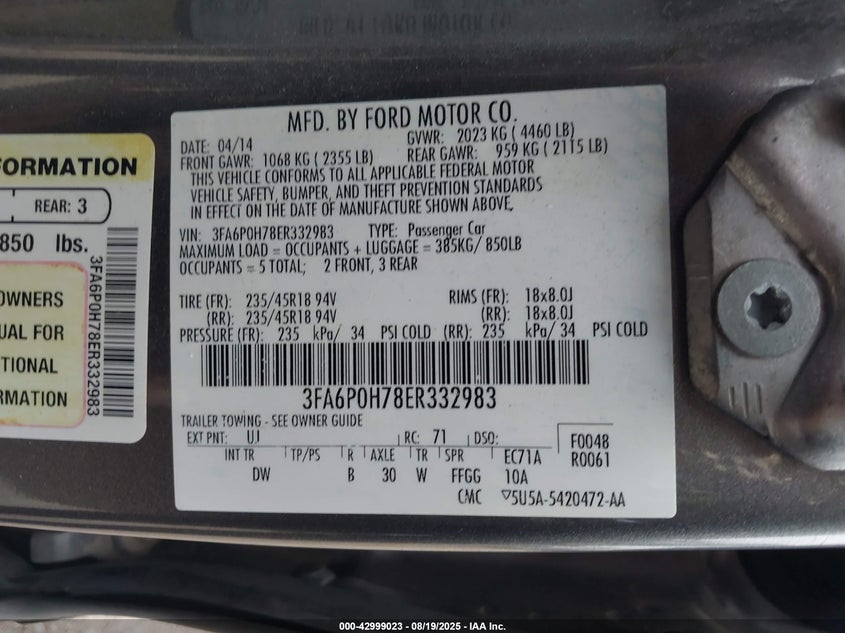 MFD. BY FORD MOTOR CO.
DATE: 04/14 GVWR: 2023 KG ( 4460 LB)
FRONT GAWR: 1068 KG ( 2355 LB) REAR GAWR: 959 KG ( 2115 LB)
THIS VEHICLE CONFORMS TO ALL APPLICABLE FEDERAL MOTOR
VEHICLE SAFETY, BUMPER, AND THEFT PREVENTION STANDARDS
IN EFFECT ON THE DATE OF MANUFACTURE SHOWN ABOVE.
VIN: 3FA6P0H78ER332983 TYPE: Passenger Car
MAXIMUM LOAD = OCCUPANTS + LUGGAGE = 385KG/ 850LB
OCCUPANTS = 5 TOTAL; 2 FRONT, 3 REAR
TIRE (FR): 235/45R18 94V RIMS (FR): 18x8.0J
(RR): 235/45R18 94V (RR): 18x8.0J
PRESSURE (FR): 235 kPa/ 34 PSI COLD (RR): 235 kPa/ 34 PSI COLD
3FA6P0H78ER332983
TRAILER TOWING - SEE OWNER GUIDE
EXT PNT: UJ RC: 71 DSO: F0048
INT TR TP/PS R AXLE TR SPR EC71A R0061
DW B 30 W FFGG 10A
CMC ▽5U5A-5420472-AA
FORMATION
REAR: 3
850 lbs.
OWNERS
UAL FOR
TIONAL
RMATION
3FA6P0H78ER332983
000-42999023 - 08/19/2025 - IAA Inc.